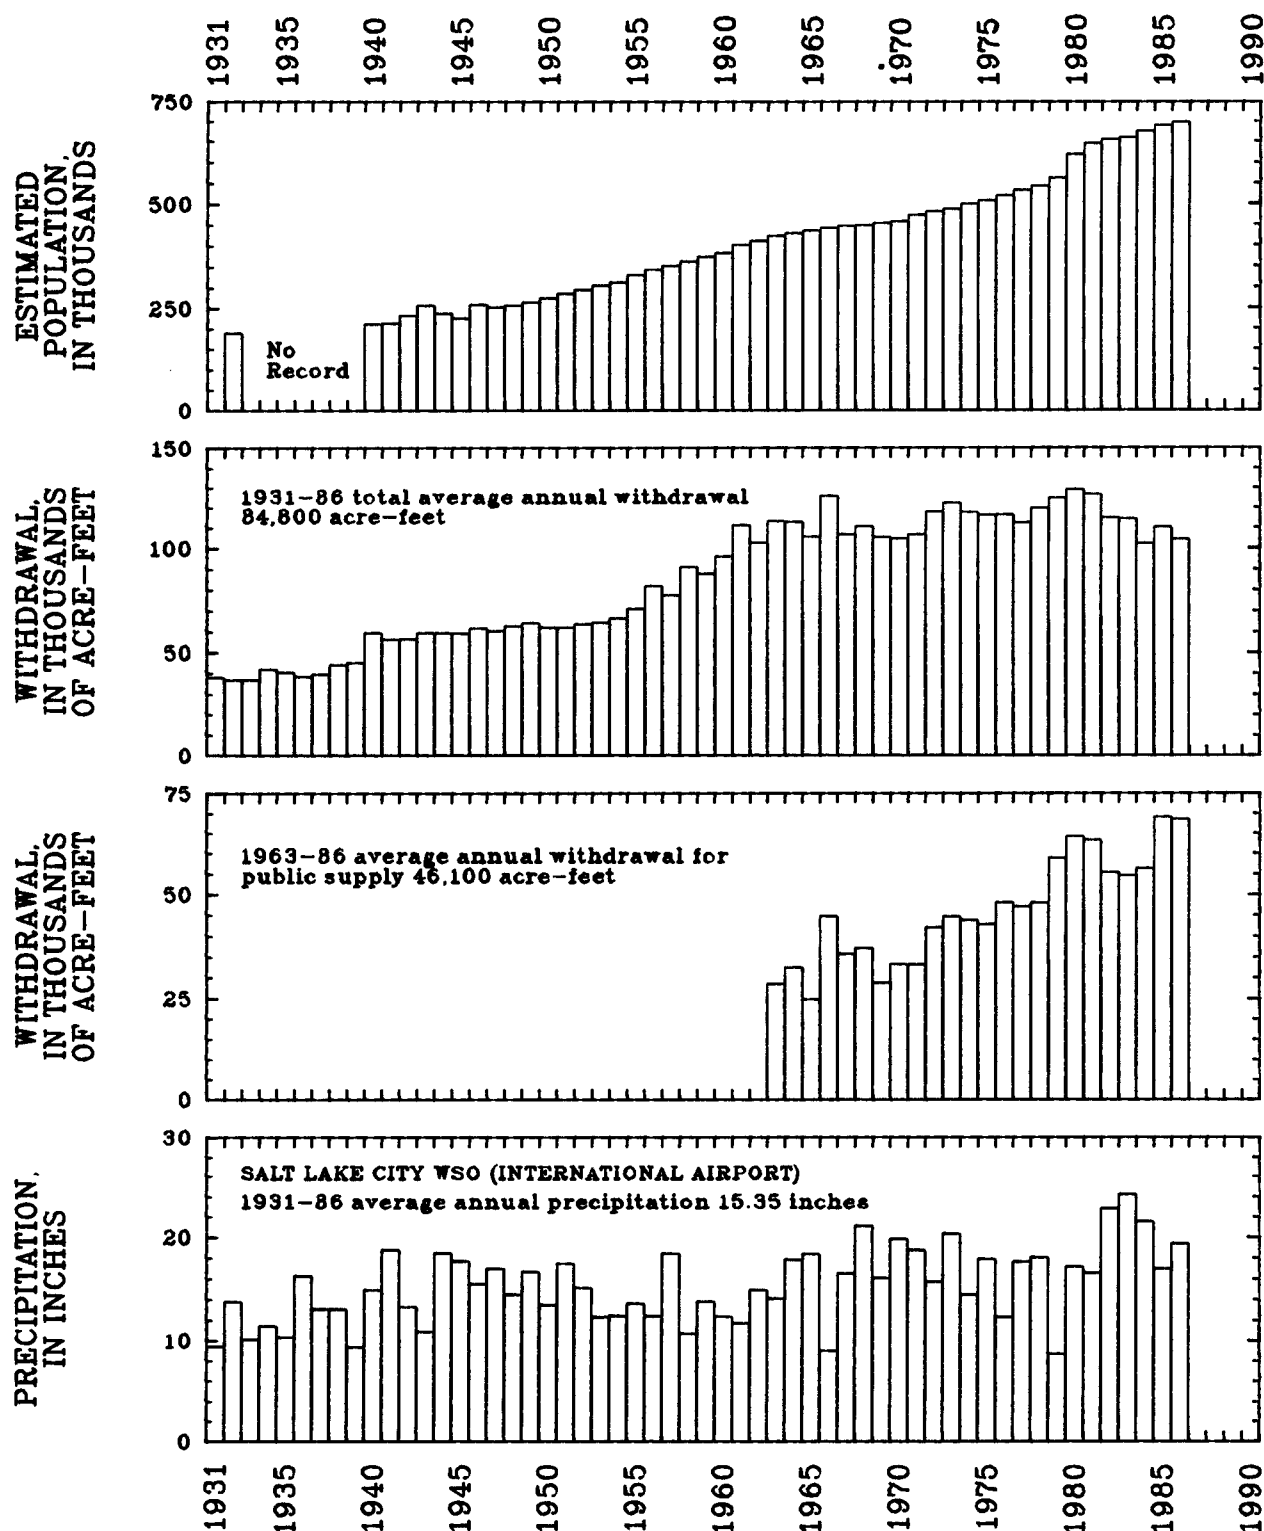 1931 1935 1940 1945 1950 1955 1960 1965 1970 1975 1980 1985 1990
ESTIMATED
POPULATION,
IN THOUSANDS
750
500
250
0
No
Record
WITHDRAWAL,
IN THOUSANDS
OF ACRE-FEET
150
100
50
0
1931-86 total average annual withdrawal
84,800 acre-feet
WITHDRAWAL,
IN THOUSANDS
OF ACRE-FEET
75
50
25
0
1963-86 average annual withdrawal for
public supply 46,100 acre-feet
PRECIPITATION,
IN INCHES
30
20
10
0
SALT LAKE CITY WSO (INTERNATIONAL AIRPORT)
1931-86 average annual precipitation 15.35 inches
1931 1935 1940 1945 1950 1955 1960 1965 1970 1975 1980 1985 1990